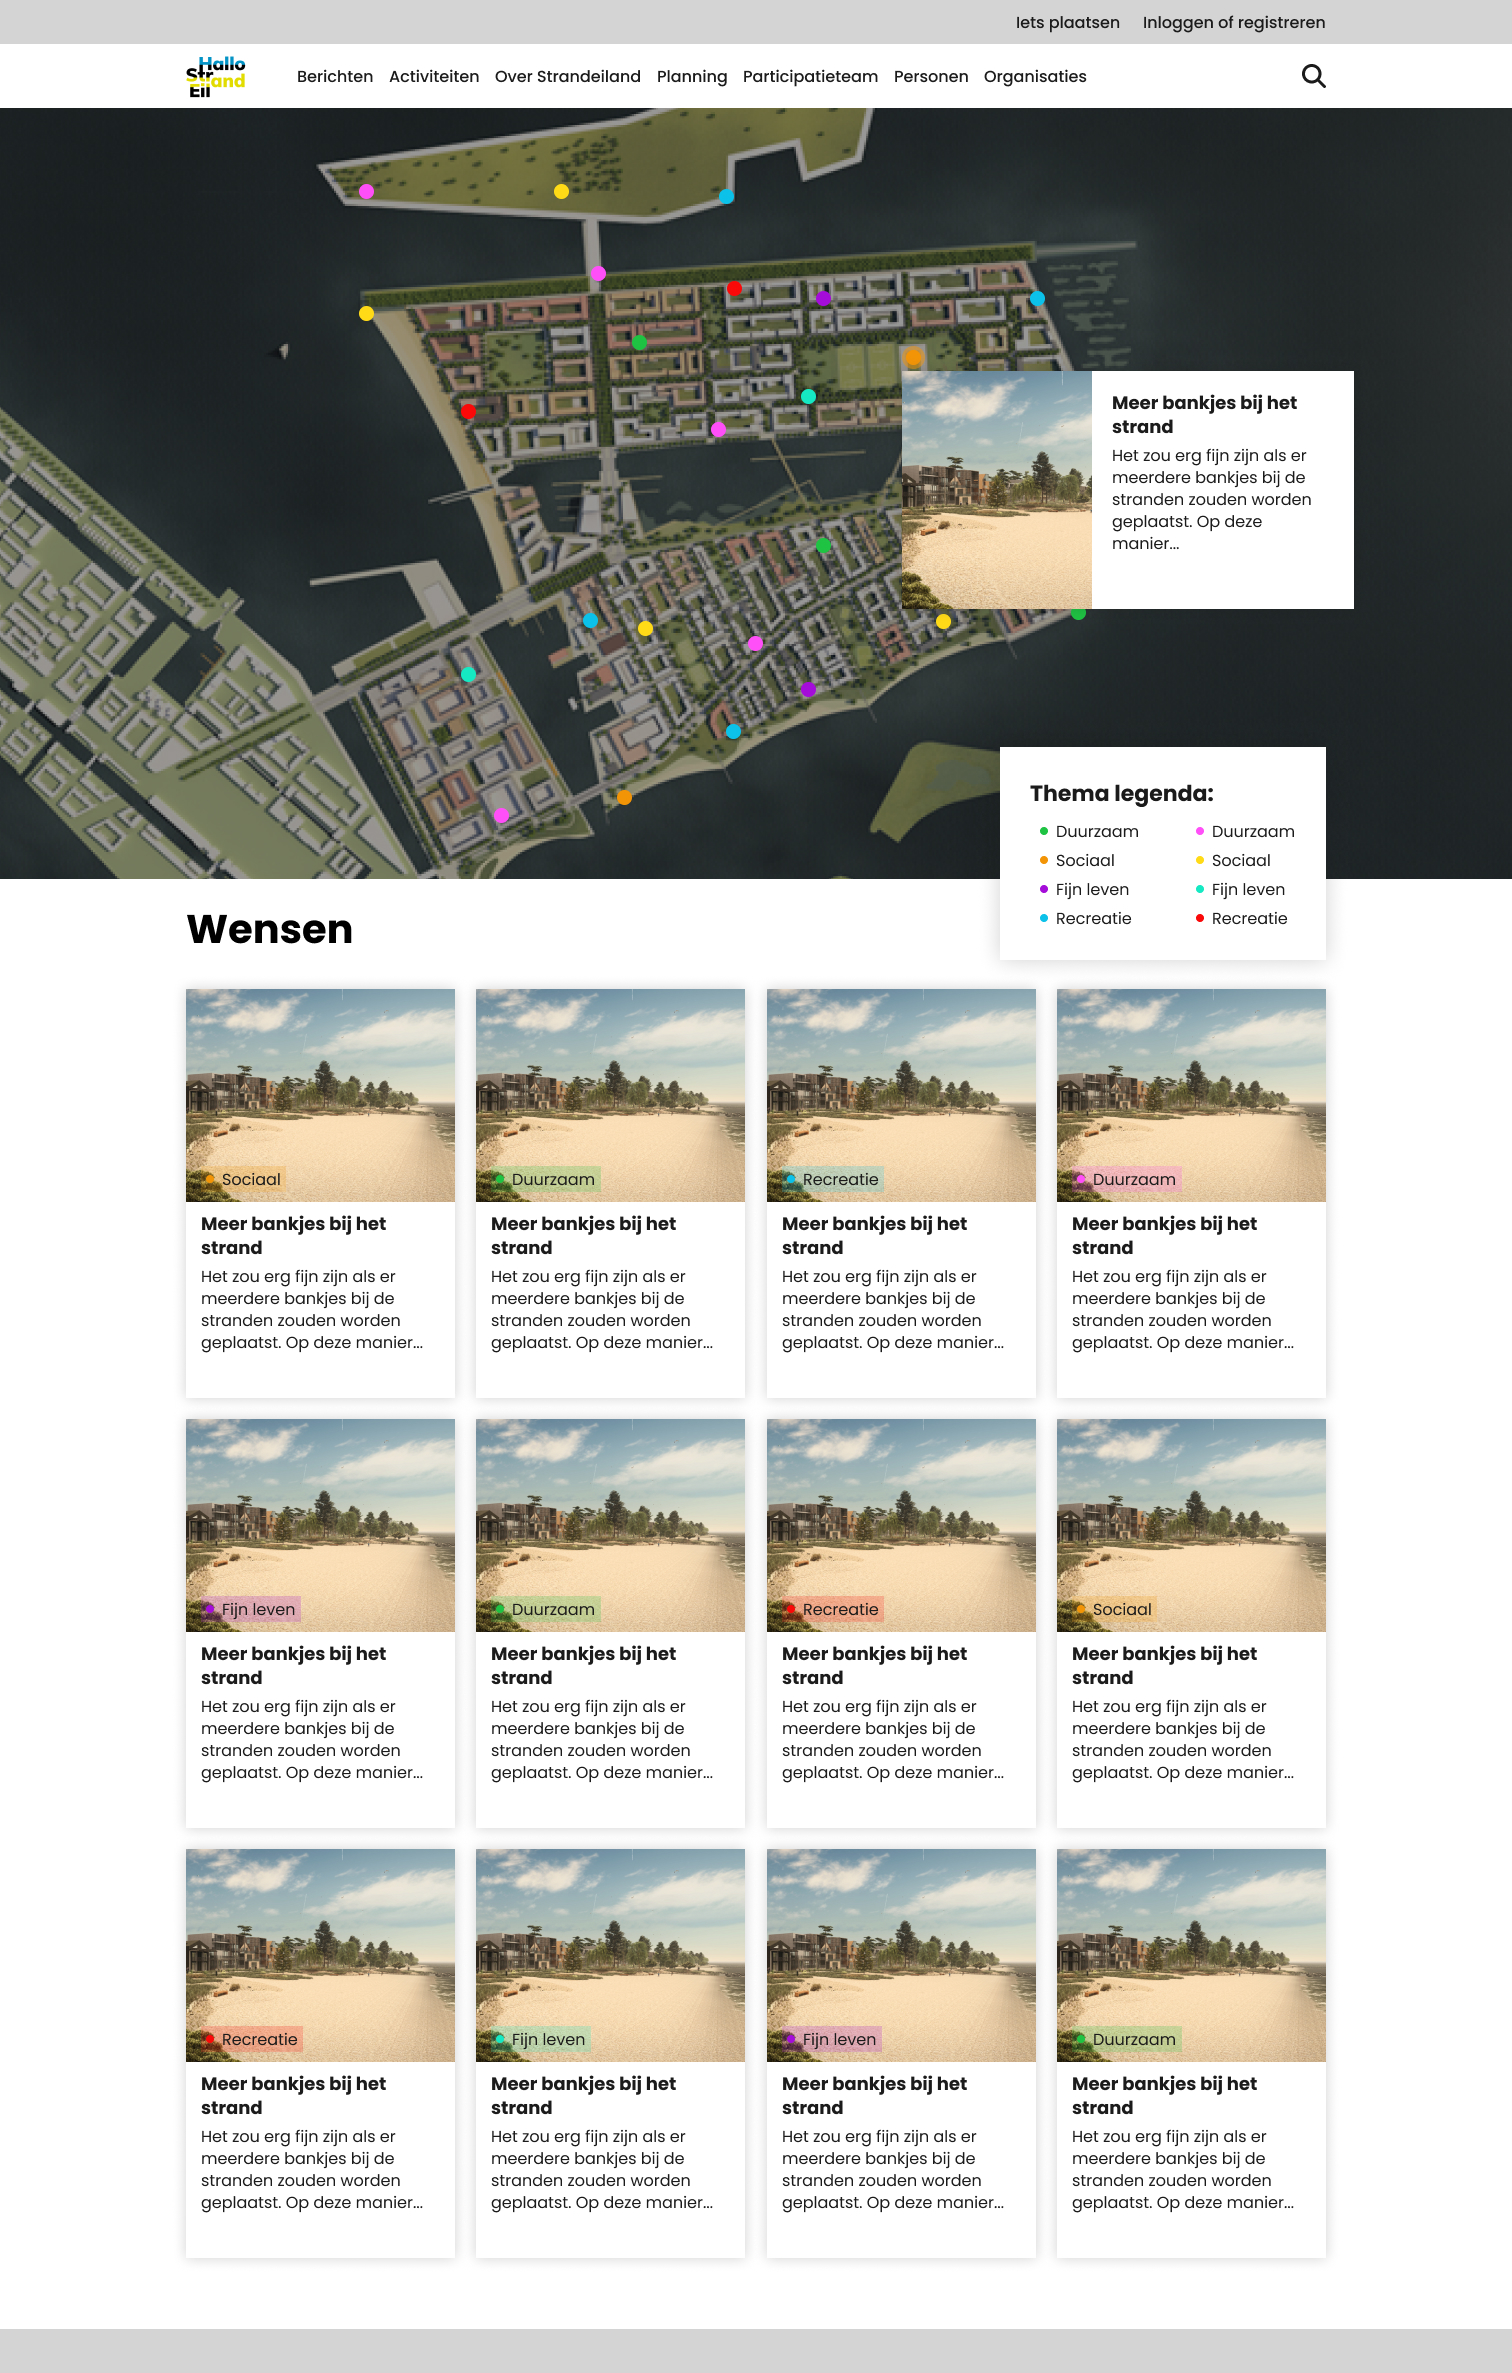 Iets plaatsen Inloggen of registreren
Hallo
Str and
Eil
Berichten Activiteiten Over Strandeiland Planning Participatieteam Personen Organisaties
Meer bankjes bij het
strand
Het zou erg fijn zijn als er
meerdere bankjes bij de
stranden zouden worden
geplaatst. Op deze
manier...
Thema legenda:
Duurzaam
Sociaal
Fijn leven
Recreatie
Duurzaam
Sociaal
Fijn leven
Recreatie
Wensen
Sociaal
Meer bankjes bij het
strand
Het zou erg fijn zijn als er
meerdere bankjes bij de
stranden zouden worden
geplaatst. Op deze manier...
Duurzaam
Meer bankjes bij het
strand
Het zou erg fijn zijn als er
meerdere bankjes bij de
stranden zouden worden
geplaatst. Op deze manier...
Recreatie
Meer bankjes bij het
strand
Het zou erg fijn zijn als er
meerdere bankjes bij de
stranden zouden worden
geplaatst. Op deze manier...
Duurzaam
Meer bankjes bij het
strand
Het zou erg fijn zijn als er
meerdere bankjes bij de
stranden zouden worden
geplaatst. Op deze manier...
Fijn leven
Meer bankjes bij het
strand
Het zou erg fijn zijn als er
meerdere bankjes bij de
stranden zouden worden
geplaatst. Op deze manier...
Duurzaam
Meer bankjes bij het
strand
Het zou erg fijn zijn als er
meerdere bankjes bij de
stranden zouden worden
geplaatst. Op deze manier...
Recreatie
Meer bankjes bij het
strand
Het zou erg fijn zijn als er
meerdere bankjes bij de
stranden zouden worden
geplaatst. Op deze manier...
Sociaal
Meer bankjes bij het
strand
Het zou erg fijn zijn als er
meerdere bankjes bij de
stranden zouden worden
geplaatst. Op deze manier...
Recreatie
Meer bankjes bij het
strand
Het zou erg fijn zijn als er
meerdere bankjes bij de
stranden zouden worden
geplaatst. Op deze manier...
Fijn leven
Meer bankjes bij het
strand
Het zou erg fijn zijn als er
meerdere bankjes bij de
stranden zouden worden
geplaatst. Op deze manier...
Fijn leven
Meer bankjes bij het
strand
Het zou erg fijn zijn als er
meerdere bankjes bij de
stranden zouden worden
geplaatst. Op deze manier...
Duurzaam
Meer bankjes bij het
strand
Het zou erg fijn zijn als er
meerdere bankjes bij de
stranden zouden worden
geplaatst. Op deze manier...